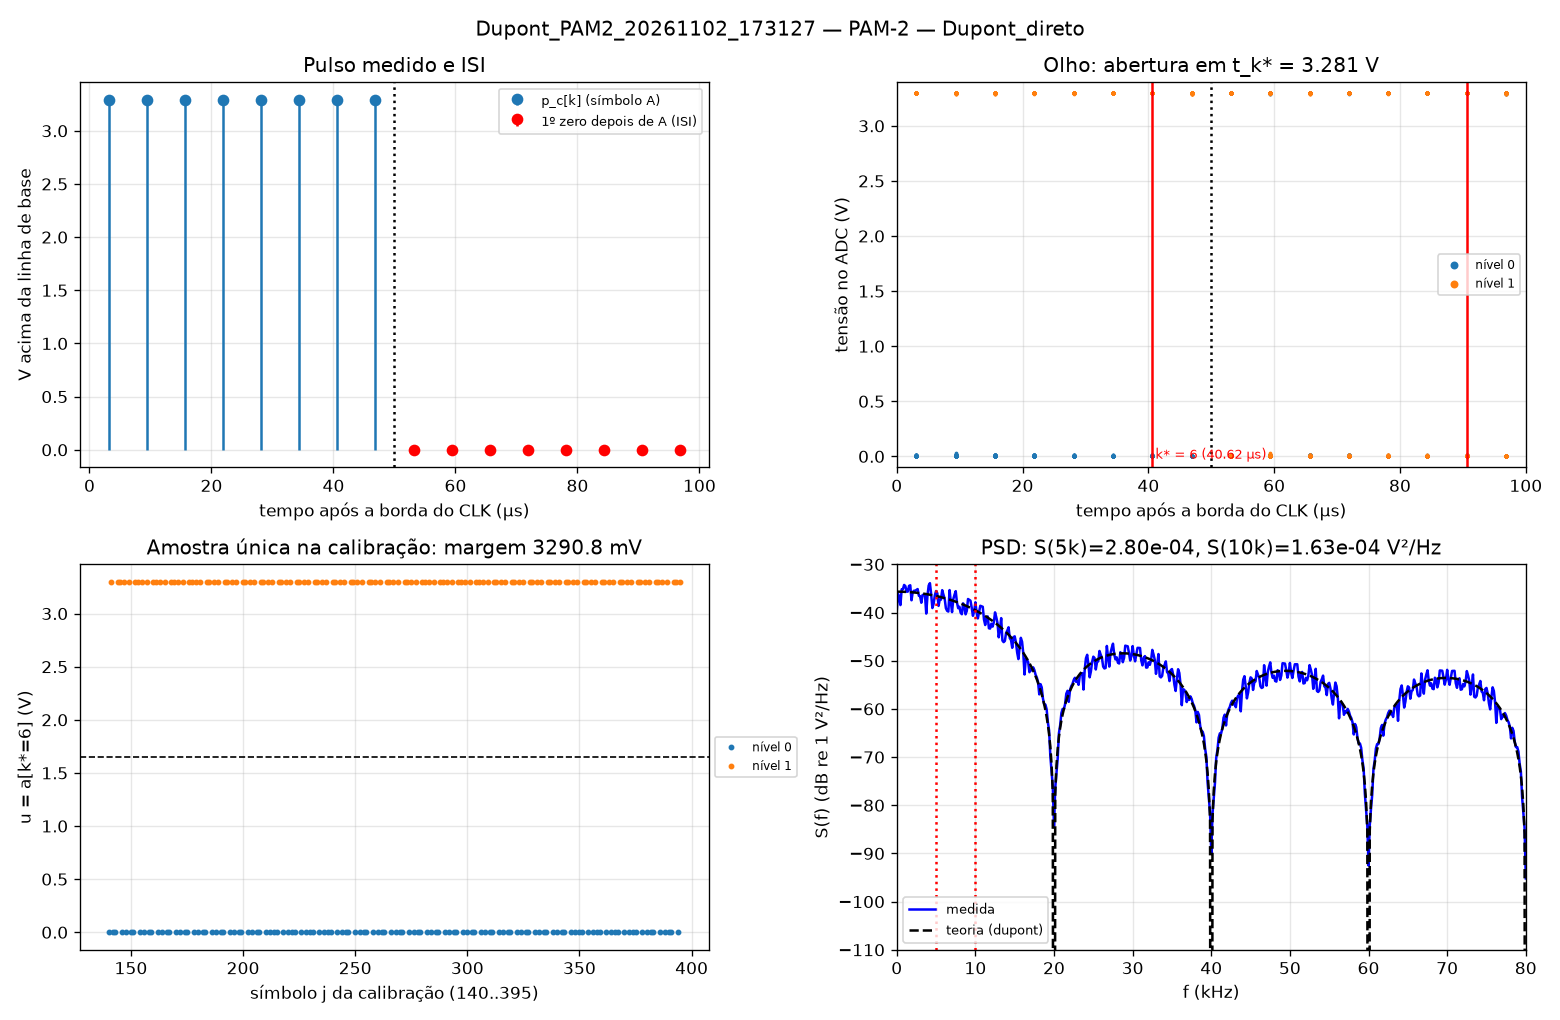 Dupont_PAM2_20261102_173127 — PAM-2 — Dupont_direto
Pulso medido e ISI
V acima da linha de base
3.0
2.5
2.0
1.5
1.0
0.5
0.0
p_c[k] (símbolo A)
1º zero depois de A (ISI)
0 20 40 60 80 100
tempo após a borda do CLK (µs)
Olho: abertura em t_k* = 3.281 V
tensão no ADC (V)
3.0
2.5
2.0
1.5
1.0
0.5
0.0
nível 0
nível 1
k* = 6 (40.62 µs)
0 20 40 60 80 100
tempo após a borda do CLK (µs)
Amostra única na calibração: margem 3290.8 mV
u = a[k*=6] (V)
3.0
2.5
2.0
1.5
1.0
0.5
0.0
nível 0
nível 1
150 200 250 300 350 400
símbolo j da calibração (140..395)
PSD: S(5k)=2.80e-04, S(10k)=1.63e-04 V²/Hz
S(f) (dB re 1 V²/Hz)
−30
−40
−50
−60
−70
−80
−90
−100
−110
medida
teoria (dupont)
0 10 20 30 40 50 60 70 80
f (kHz)